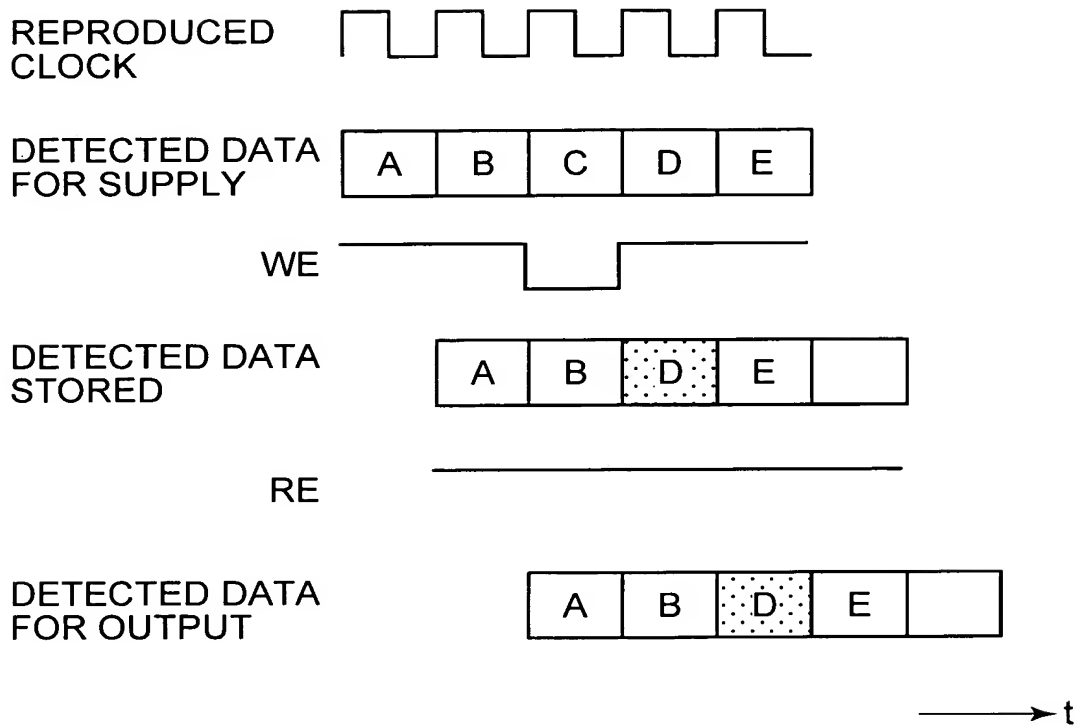 REPRODUCED
CLOCK
DETECTED DATA
FOR SUPPLY
A B C D E
WE
DETECTED DATA
STORED
A B D E
RE
DETECTED DATA
FOR OUTPUT
A B D E
t